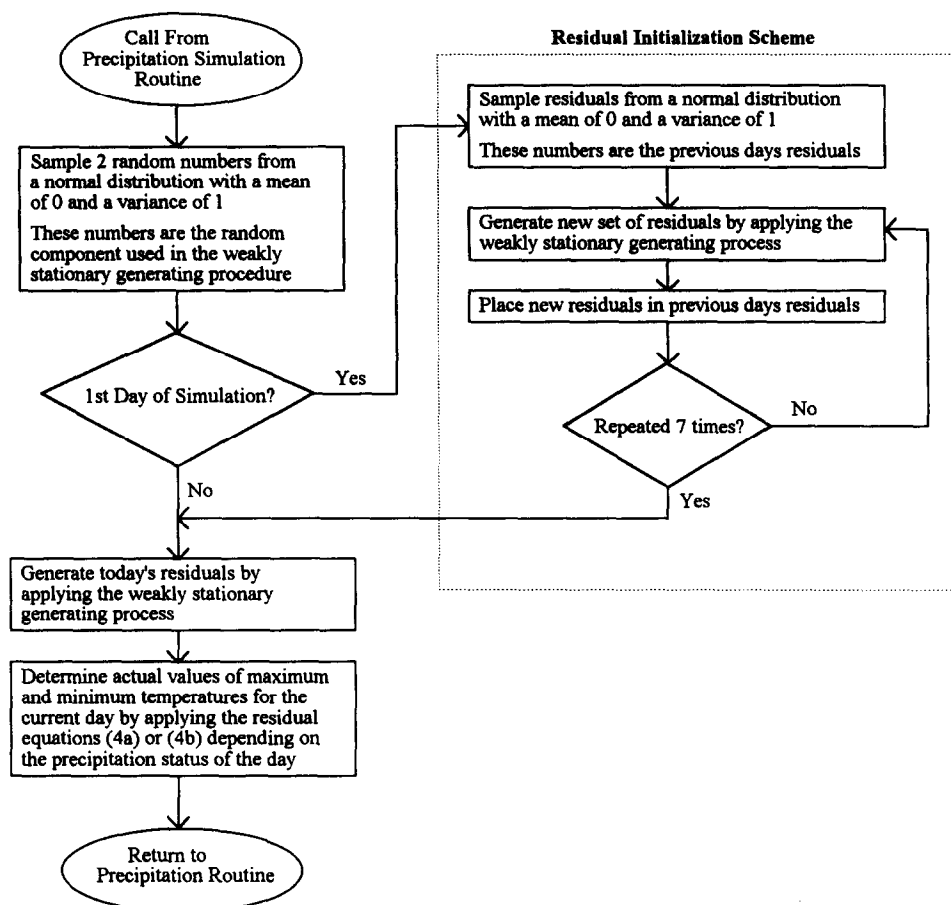 Call From
Precipitation Simulation
Routine
Sample 2 random numbers from
a normal distribution with a mean
of 0 and a variance of 1
These numbers are the random
component used in the weakly
stationary generating procedure
1st Day of Simulation?
Yes
No
Residual Initialization Scheme
Sample residuals from a normal distribution
with a mean of 0 and a variance of 1
These numbers are the previous days residuals
Generate new set of residuals by applying the
weakly stationary generating process
Place new residuals in previous days residuals
Repeated 7 times?
No
Yes
Generate today's residuals by
applying the weakly stationary
generating process
Determine actual values of maximum
and minimum temperatures for the
current day by applying the residual
equations (4a) or (4b) depending on
the precipitation status of the day
Return to
Precipitation Routine